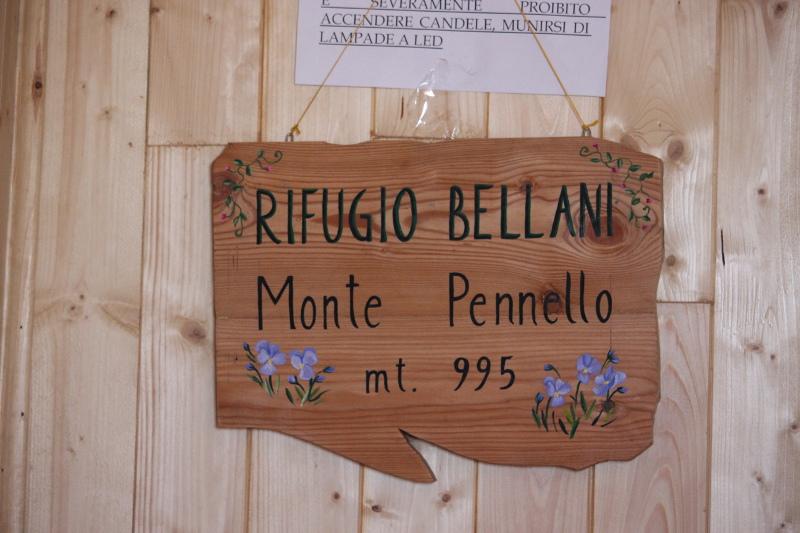 È SEVERAMENTE PROIBITO
ACCENDERE CANDELE, MUNIRSI DI
LAMPADE A LED
RIFUGIO BELLANI
Monte Pennello
mt. 995